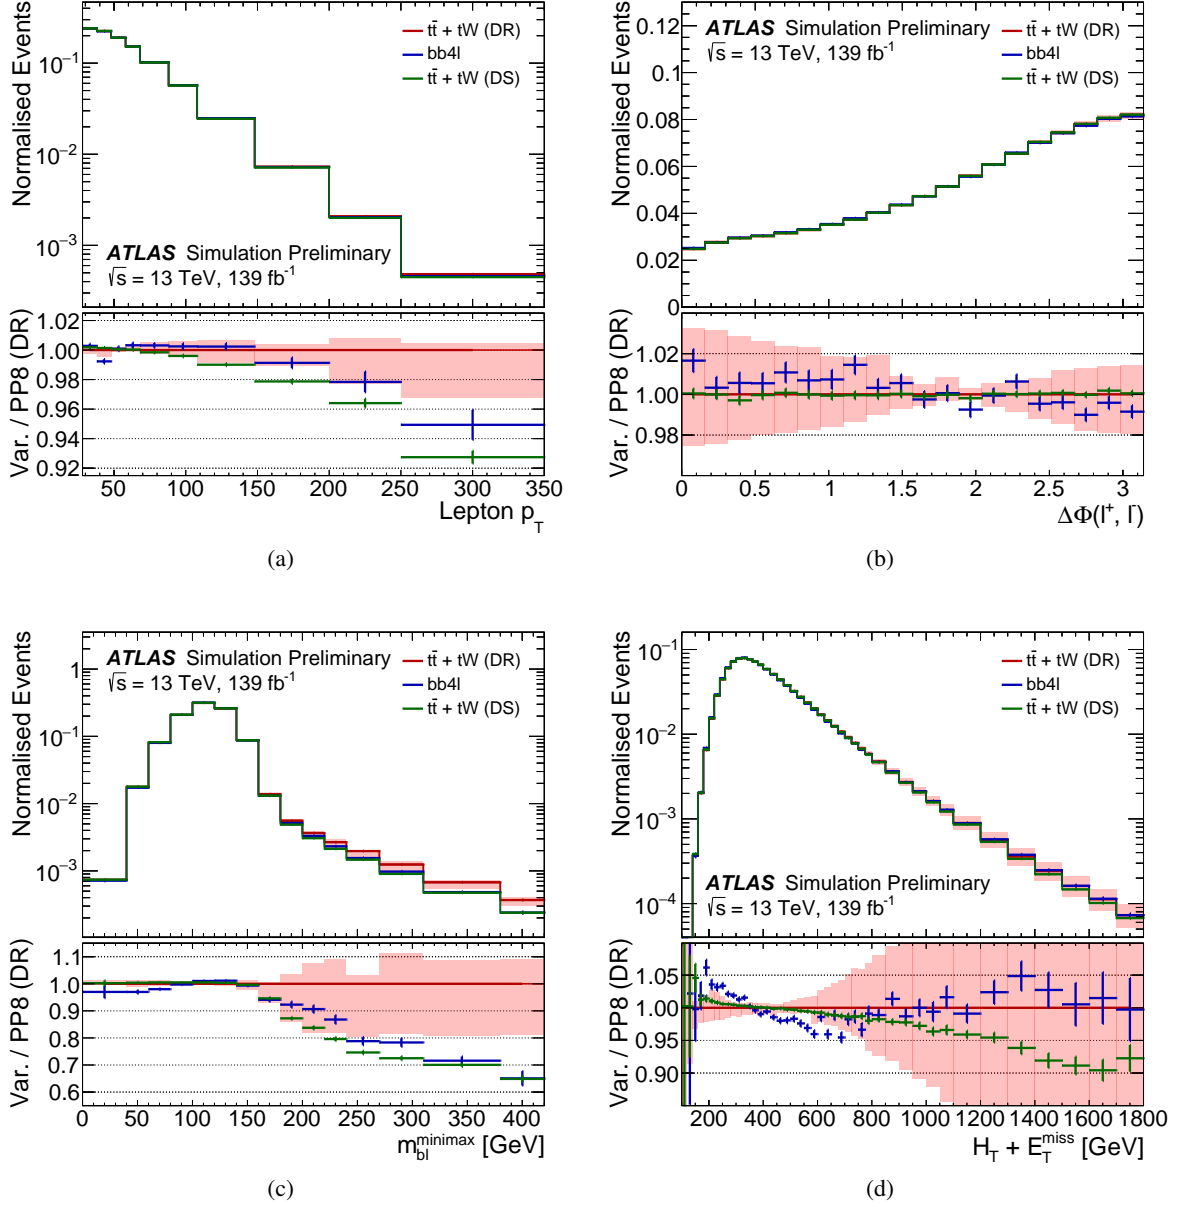 ATLAS Simulation Preliminary
√s = 13 TeV, 139 fb⁻¹
tt̄ + tW (DR)
bb4l
tt̄ + tW (DS)
Normalised Events
10⁻¹
10⁻²
10⁻³
Var. / PP8 (DR)
1.02
1.00
0.98
0.96
0.94
0.92
50 100 150 200 250 300 350
Lepton p_T
(a)
ATLAS Simulation Preliminary
√s = 13 TeV, 139 fb⁻¹
tt̄ + tW (DR)
bb4l
tt̄ + tW (DS)
Normalised Events
0.12
0.1
0.08
0.06
0.04
0.02
0
Var. / PP8 (DR)
1.02
1.00
0.98
0 0.5 1 1.5 2 2.5 3
ΔΦ(l⁺, l⁻)
(b)
ATLAS Simulation Preliminary
√s = 13 TeV, 139 fb⁻¹
tt̄ + tW (DR)
bb4l
tt̄ + tW (DS)
Normalised Events
1
10⁻¹
10⁻²
10⁻³
Var. / PP8 (DR)
1.1
1.0
0.9
0.8
0.7
0.6
0 50 100 150 200 250 300 350 400
m_bl^minimax [GeV]
(c)
ATLAS Simulation Preliminary
√s = 13 TeV, 139 fb⁻¹
tt̄ + tW (DR)
bb4l
tt̄ + tW (DS)
Normalised Events
10⁻¹
10⁻²
10⁻³
10⁻⁴
Var. / PP8 (DR)
1.05
1.00
0.95
0.90
200 400 600 800 1000 1200 1400 1600 1800
H_T + E_T^miss [GeV]
(d)